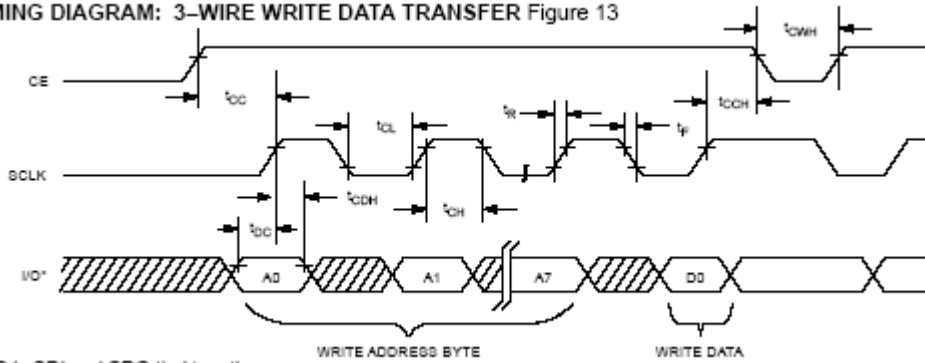 MING DIAGRAM: 3–WIRE WRITE DATA TRANSFER Figure 13
tCWH
CE
tCC
tCCH
tR
tF
tCL
SCLK
tCDH
tCH
tDC
I/O*
A0
A1
A7
D0
WRITE ADDRESS BYTE
WRITE DATA